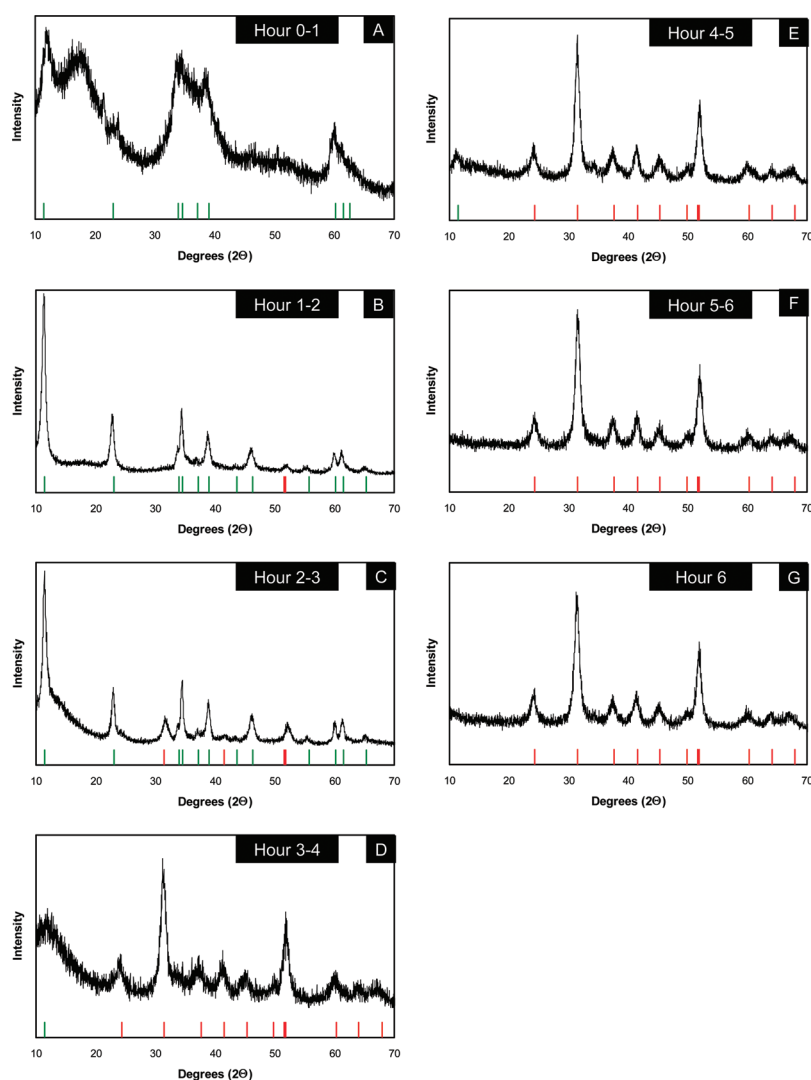 Hour 0-1
A
Intensity
10 20 30 40 50 60 70
Degrees (2Θ)
Hour 1-2
B
Intensity
10 20 30 40 50 60 70
Degrees (2Θ)
Hour 2-3
C
Intensity
10 20 30 40 50 60 70
Degrees (2Θ)
Hour 3-4
D
Intensity
10 20 30 40 50 60 70
Degrees (2Θ)
Hour 4-5
E
Intensity
10 20 30 40 50 60 70
Degrees (2Θ)
Hour 5-6
F
Intensity
10 20 30 40 50 60 70
Degrees (2Θ)
Hour 6
G
Intensity
10 20 30 40 50 60 70
Degrees (2Θ)